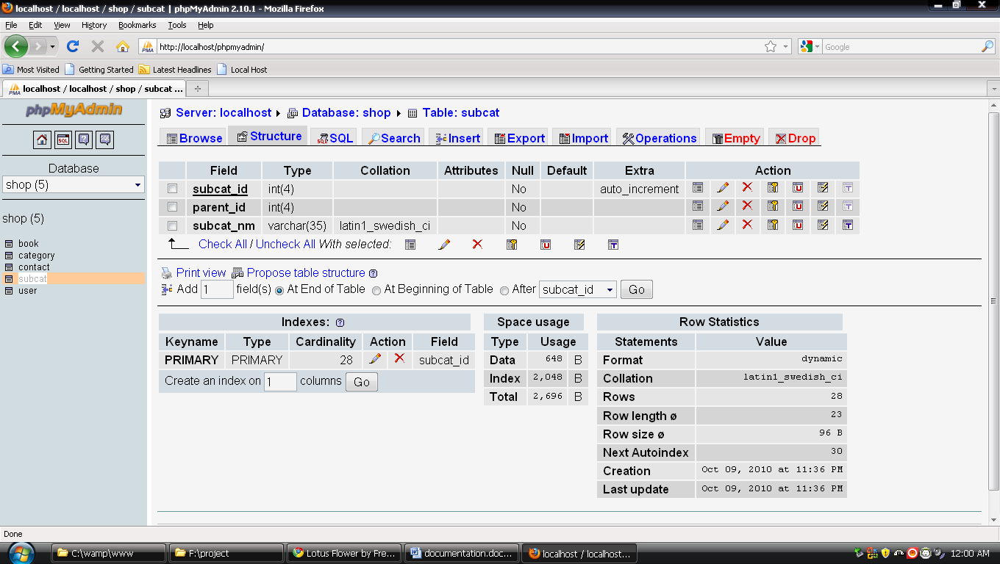 localhost / localhost / shop / subcat | phpMyAdmin 2.10.1 - Mozilla Firefox
File Edit View History Bookmarks Tools Help
PMA http://localhost/phpmyadmin/ Google
Most Visited Getting Started Latest Headlines Local Host
PMA localhost / localhost / shop / subcat ...
phpMyAdmin
SQL
Database
shop (5)
shop (5)
book
category
contact
subcat
user
Server: localhost Database: shop Table: subcat
Browse Structure SQL Search Insert Export Import Operations Empty Drop
Field Type Collation Attributes Null Default Extra Action
subcat_id int(4) No auto_increment
parent_id int(4) No
subcat_nm varchar(35) latin1_swedish_ci No
Check All / Uncheck All With selected:
Print view Propose table structure
Add 1 field(s) At End of Table At Beginning of Table After subcat_id Go
Indexes:
Keyname Type Cardinality Action Field
PRIMARY PRIMARY 28 subcat_id
Create an index on 1 columns Go
Space usage
Type Usage
Data 648 B
Index 2,048 B
Total 2,696 B
Row Statistics
Statements Value
Format dynamic
Collation latin1_swedish_ci
Rows 28
Row length ø 23
Row size ø 96 B
Next Autoindex 30
Creation Oct 09, 2010 at 11:36 PM
Last update Oct 09, 2010 at 11:36 PM
Done
C:\wamp\www F:\project Lotus Flower by Fre... documentation.doc... localhost / localhost... 12:00 AM